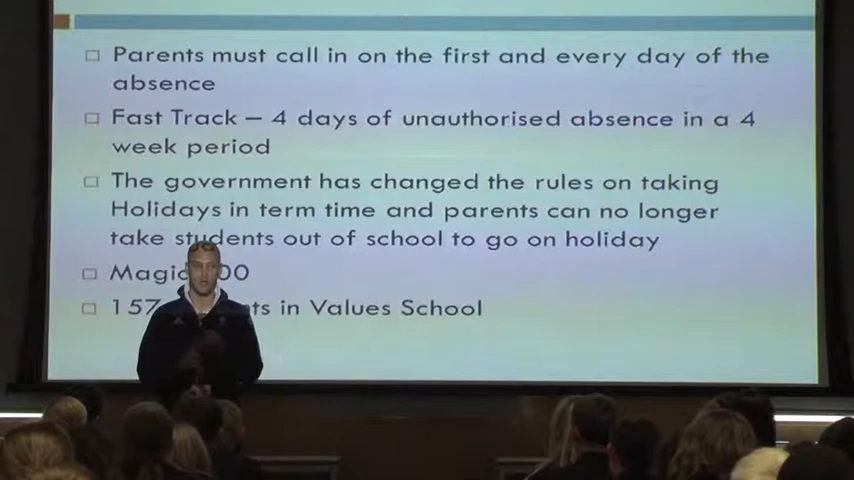 Parents must call in on the first and every day of the
absence
Fast Track – 4 days of unauthorised absence in a 4
week period
The government has changed the rules on taking
Holidays in term time and parents can no longer
take students out of school to go on holiday
in Values School